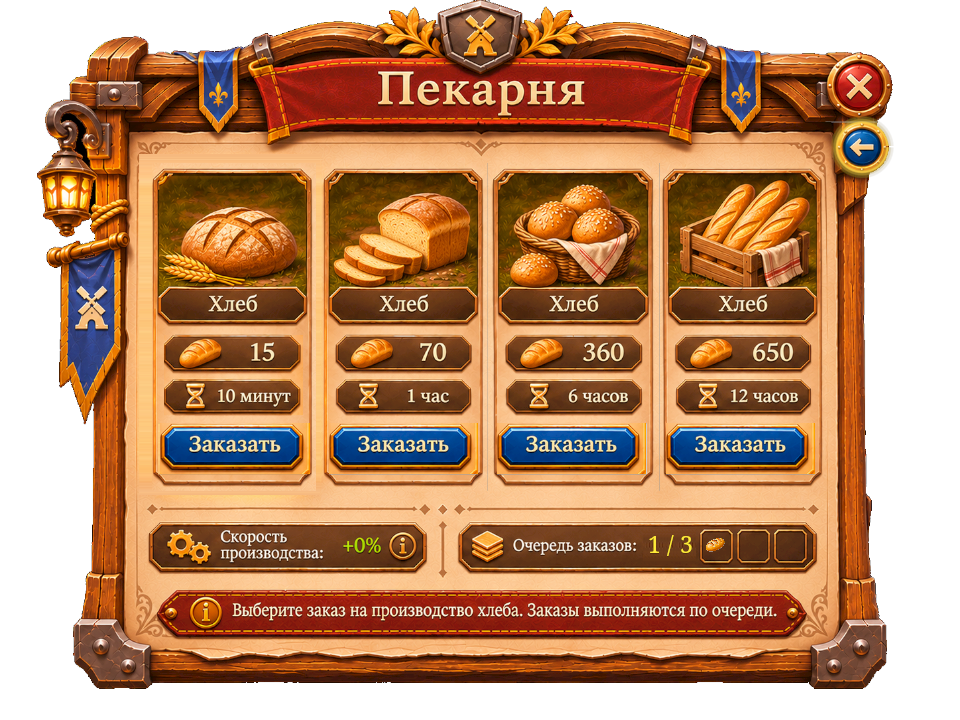 Пекарня
Хлеб
Хлеб
Хлеб
Хлеб
15
70
360
650
10 минут
1 час
6 часов
12 часов
Заказать
Заказать
Заказать
Заказать
Скорость
производства:
+0%
Очередь заказов: 1 / 3
Выберите заказ на производство хлеба. Заказы выполняются по очереди.